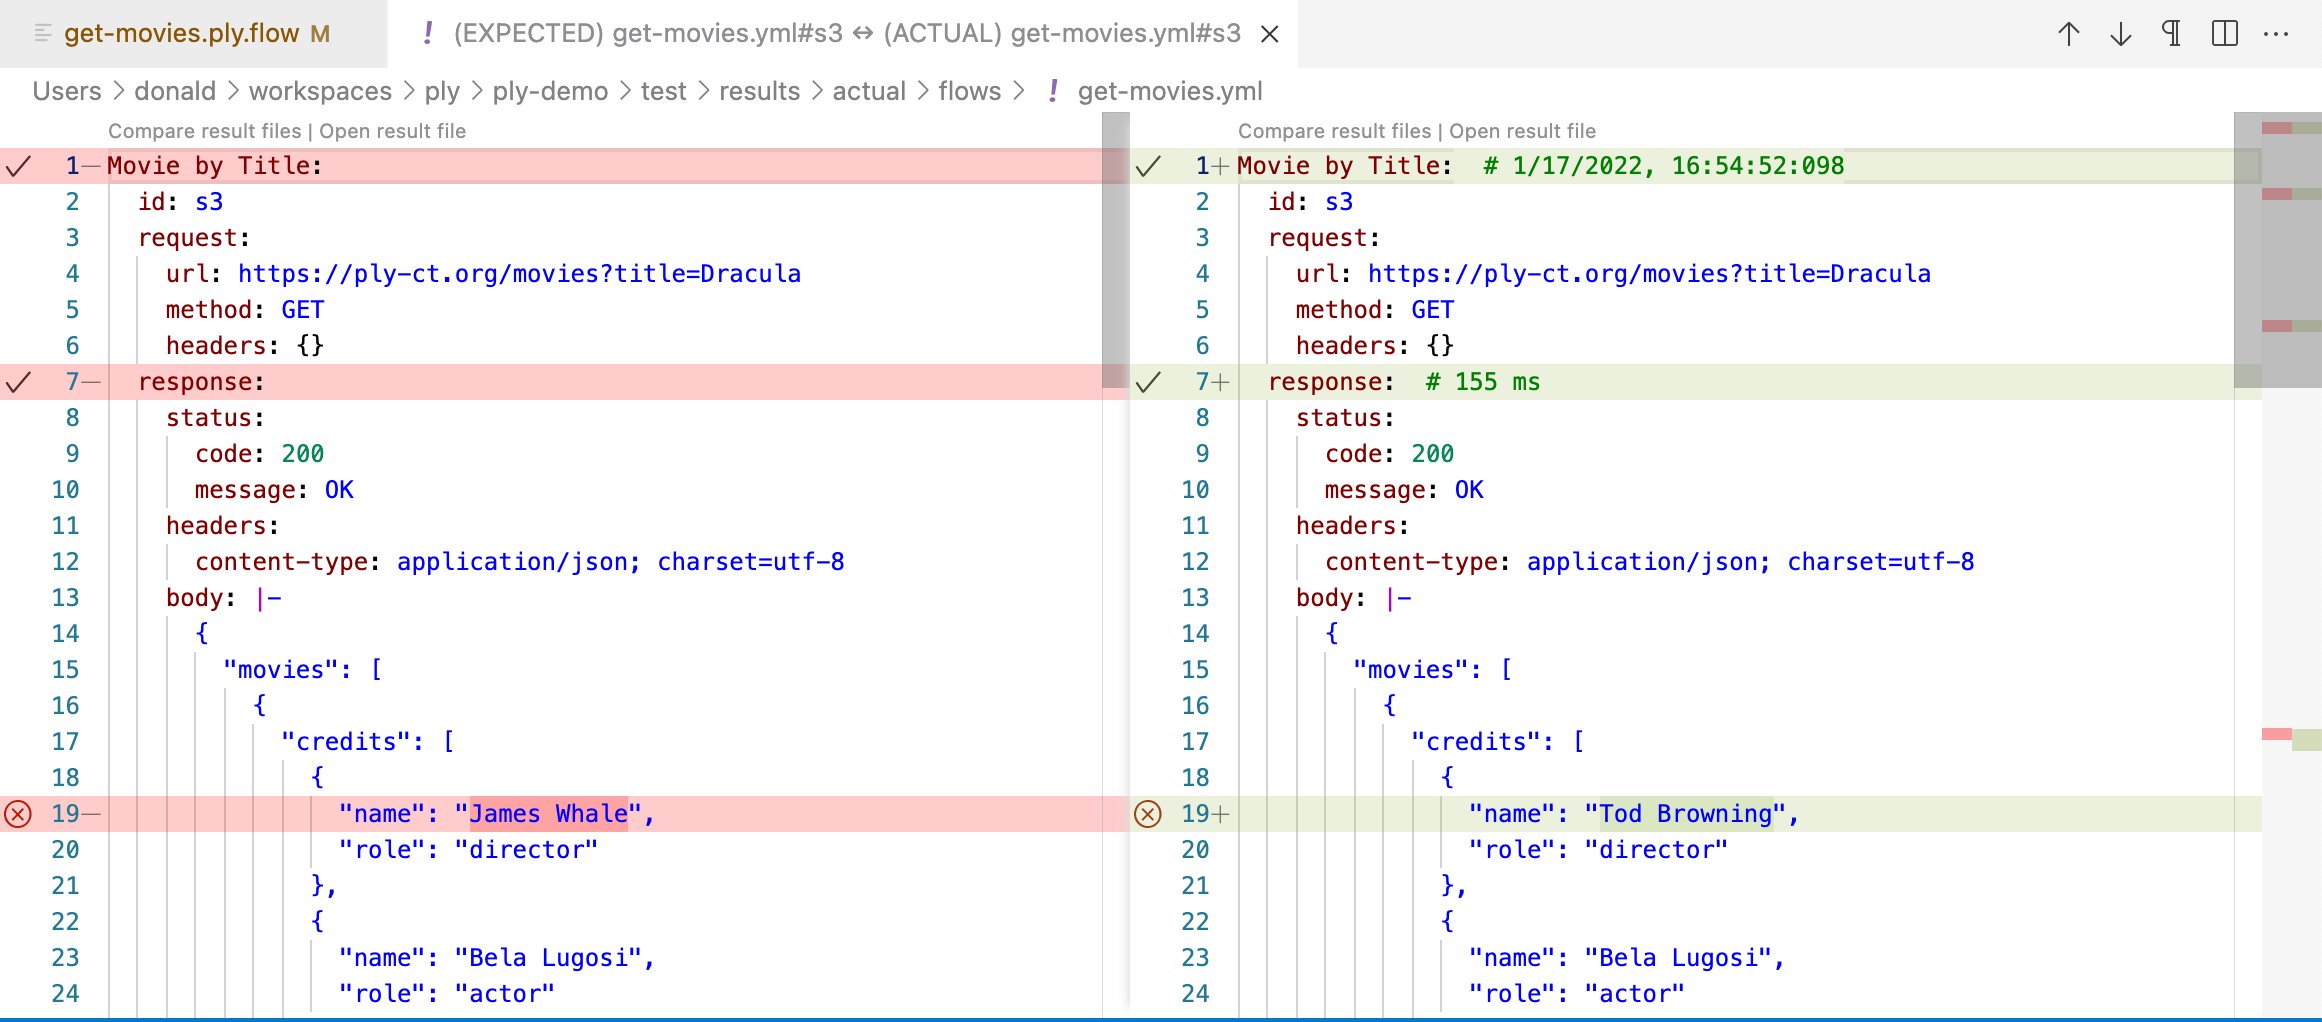 get-movies.ply.flow M
! (EXPECTED) get-movies.yml#s3 ↔ (ACTUAL) get-movies.yml#s3
Users > donald > workspaces > ply > ply-demo > test > results > actual > flows > ! get-movies.yml
Compare result files | Open result file
1— Movie by Title:
2 id: s3
3 request:
4 url: https://ply-ct.org/movies?title=Dracula
5 method: GET
6 headers: {}
7— response:
8 status:
9 code: 200
10 message: OK
11 headers:
12 content-type: application/json; charset=utf-8
13 body: |-
14 {
15 "movies": [
16 {
17 "credits": [
18 {
19— "name": "James Whale",
20 "role": "director"
21 },
22 {
23 "name": "Bela Lugosi",
24 "role": "actor"
Compare result files | Open result file
1+ Movie by Title: # 1/17/2022, 16:54:52:098
2 id: s3
3 request:
4 url: https://ply-ct.org/movies?title=Dracula
5 method: GET
6 headers: {}
7+ response: # 155 ms
8 status:
9 code: 200
10 message: OK
11 headers:
12 content-type: application/json; charset=utf-8
13 body: |-
14 {
15 "movies": [
16 {
17 "credits": [
18 {
19+ "name": "Tod Browning",
20 "role": "director"
21 },
22 {
23 "name": "Bela Lugosi",
24 "role": "actor"